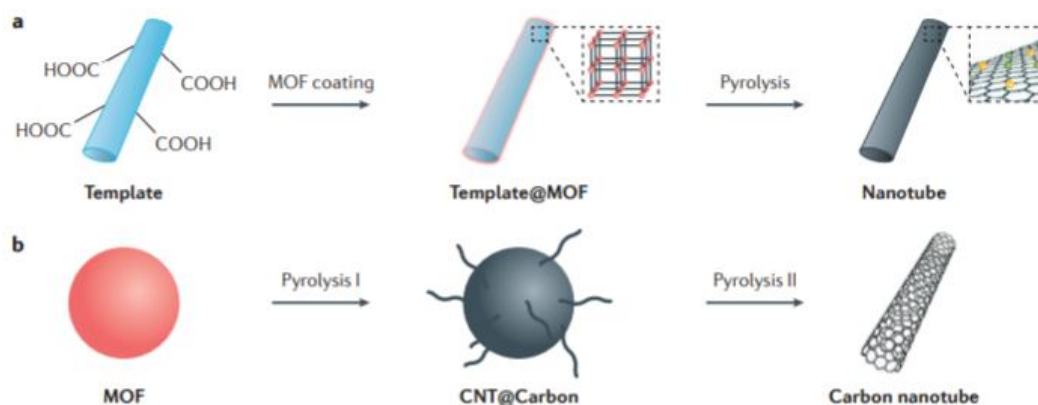 a
HOOC
COOH
HOOC
COOH
MOF coating
Pyrolysis
Template
Template@MOF
Nanotube
b
Pyrolysis I
Pyrolysis II
MOF
CNT@Carbon
Carbon nanotube